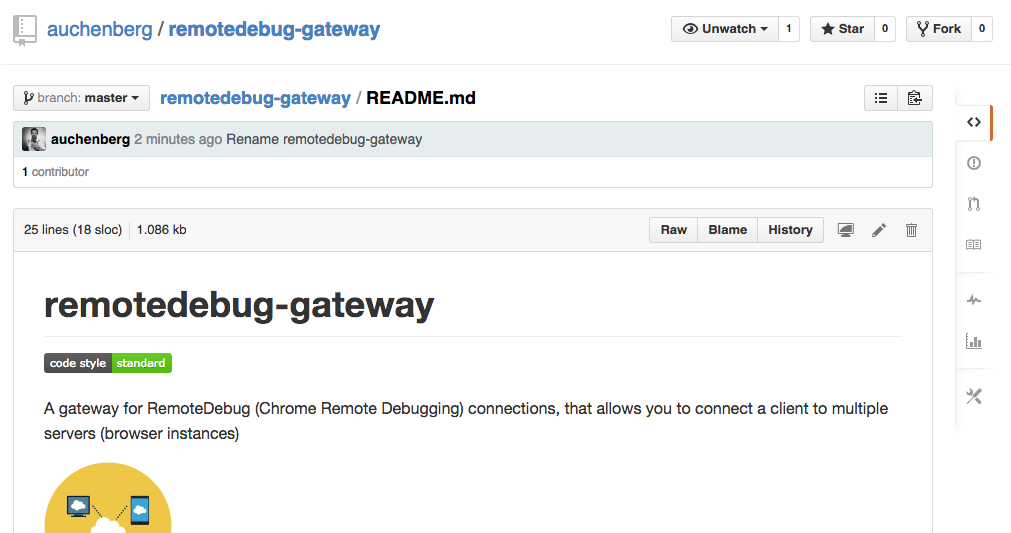 auchenberg / remotedebug-gateway
Unwatch 1 Star 0 Fork 0
branch: master remotedebug-gateway / README.md
auchenberg 2 minutes ago Rename remotedebug-gateway
1 contributor
25 lines (18 sloc) 1.086 kb Raw Blame History
remotedebug-gateway
code style standard
A gateway for RemoteDebug (Chrome Remote Debugging) connections, that allows you to connect a client to multiple
servers (browser instances)